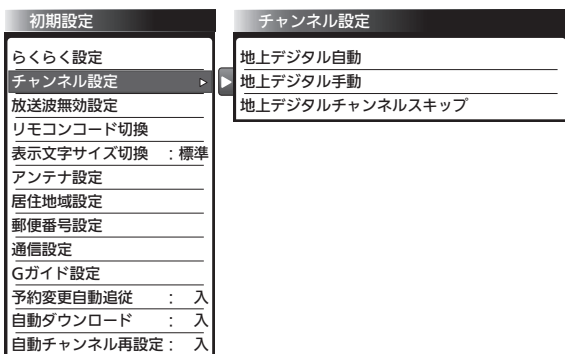 初期設定
らくらく設定
チャンネル設定
放送波無効設定
リモコンコード切換
表示文字サイズ切換 : 標準
アンテナ設定
居住地域設定
郵便番号設定
通信設定
Gガイド設定
予約変更自動追従 : 入
自動ダウンロード : 入
自動チャンネル再設定 : 入
チャンネル設定
地上デジタル自動
地上デジタル手動
地上デジタルチャンネルスキップ